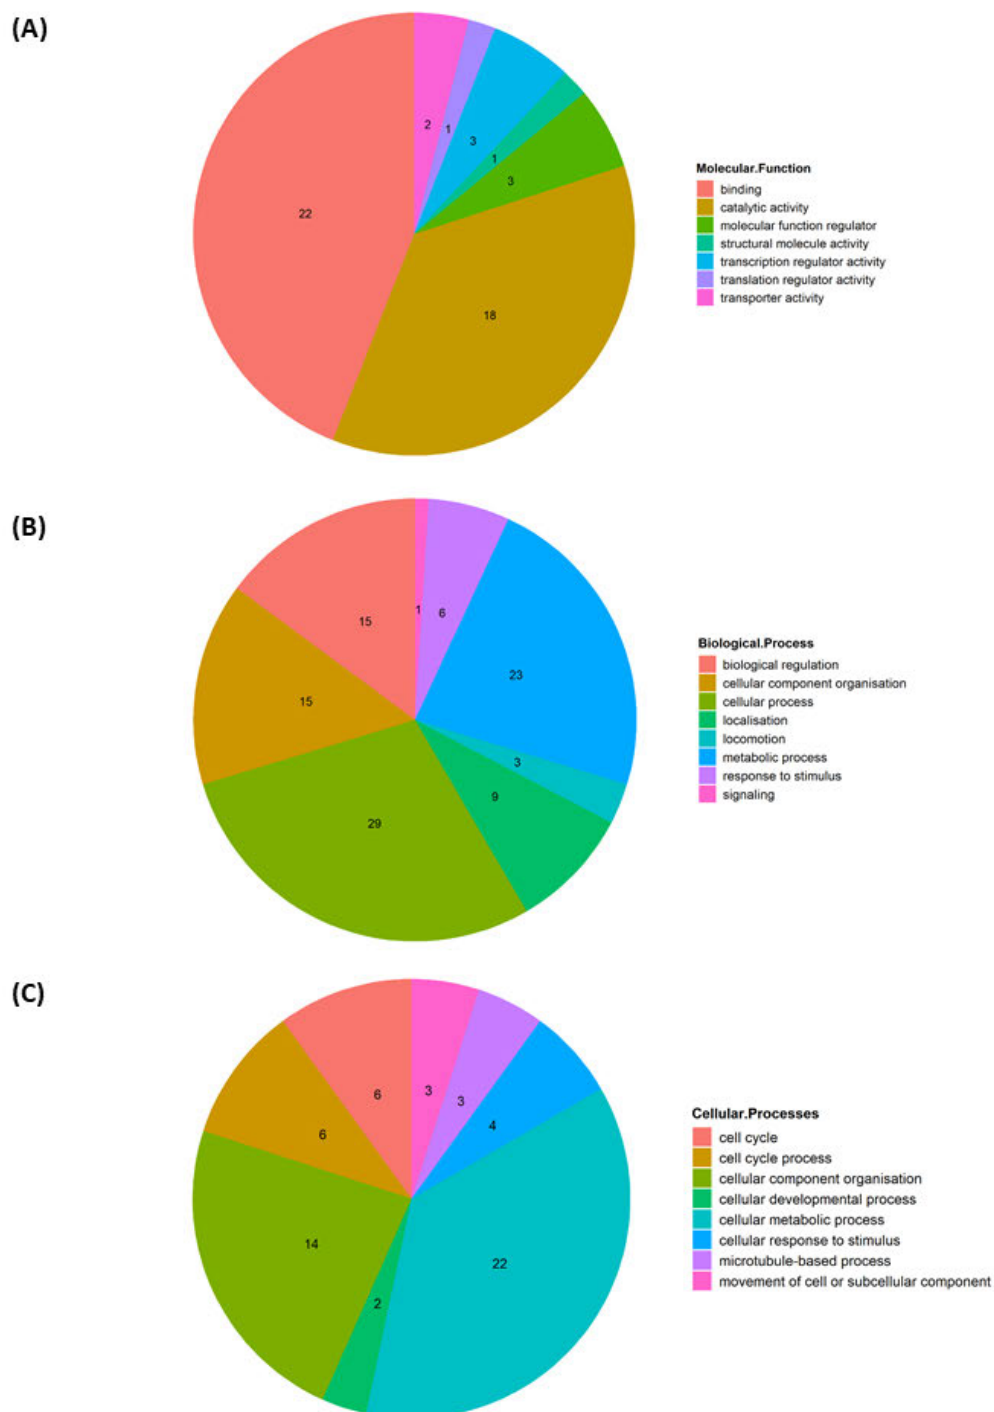 (A)
2
1
3
1
3
22
18
Molecular.Function
binding
catalytic activity
molecular function regulator
structural molecule activity
transcription regulator activity
translation regulator activity
transporter activity
(B)
1
6
15
23
15
3
9
29
Biological.Process
biological regulation
cellular component organisation
cellular process
localisation
locomotion
metabolic process
response to stimulus
signaling
(C)
6
3
3
4
6
14
22
2
Cellular.Processes
cell cycle
cell cycle process
cellular component organisation
cellular developmental process
cellular metabolic process
cellular response to stimulus
microtubule-based process
movement of cell or subcellular component